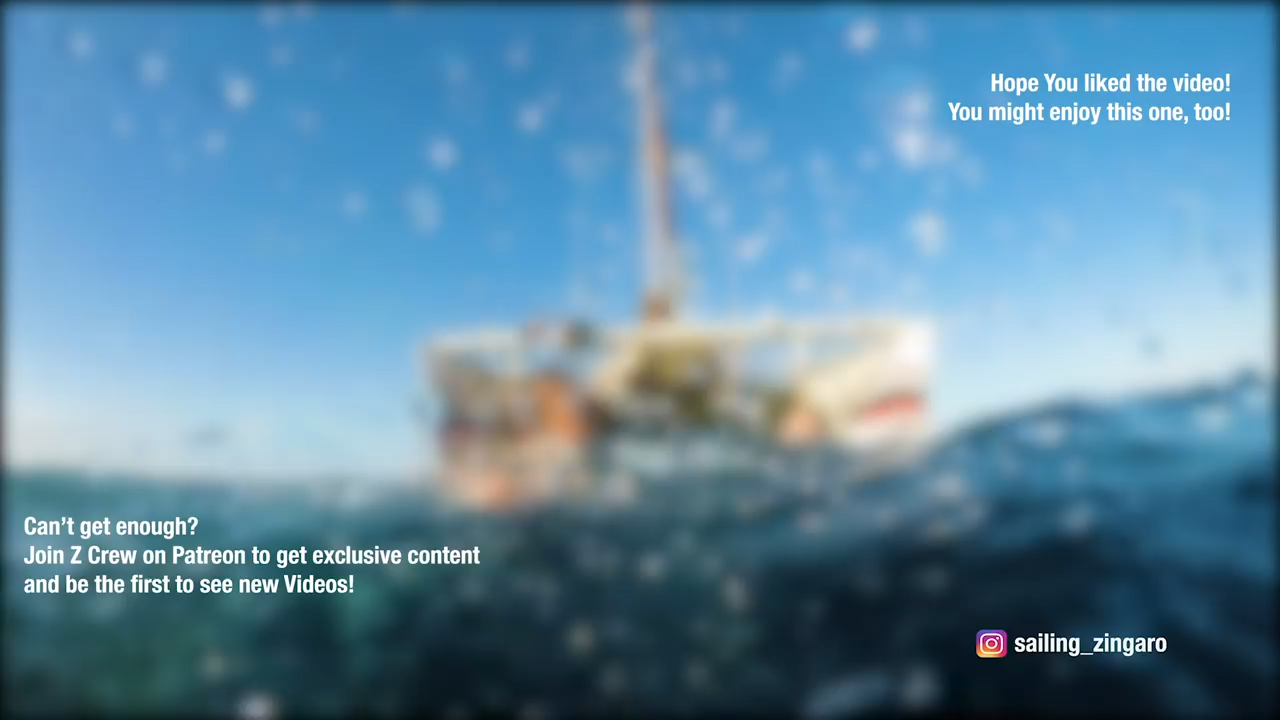 Hope You liked the video!
You might enjoy this one, too!
Can't get enough?
Join Z Crew on Patreon to get exclusive content
and be the first to see new Videos!
sailing_zingaro